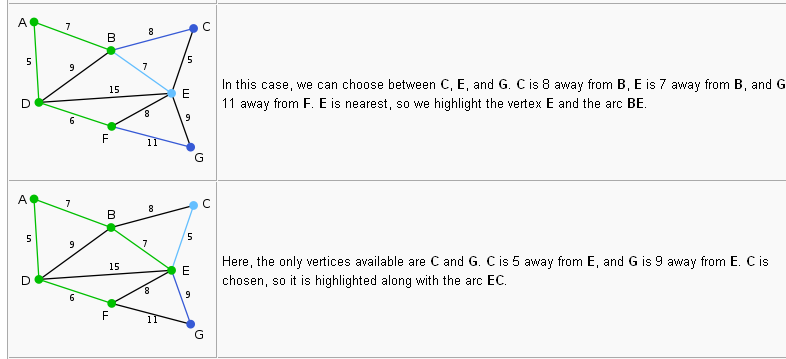 A
7
B
8
C
5
9
7
5
15
E
D
8
9
6
F
11
G
In this case, we can choose between C, E, and G. C is 8 away from B, E is 7 away from B, and G
11 away from F. E is nearest, so we highlight the vertex E and the arc BE.
A
7
B
8
C
5
9
7
5
15
E
D
8
9
6
F
11
G
Here, the only vertices available are C and G. C is 5 away from E, and G is 9 away from E. C is
chosen, so it is highlighted along with the arc EC.